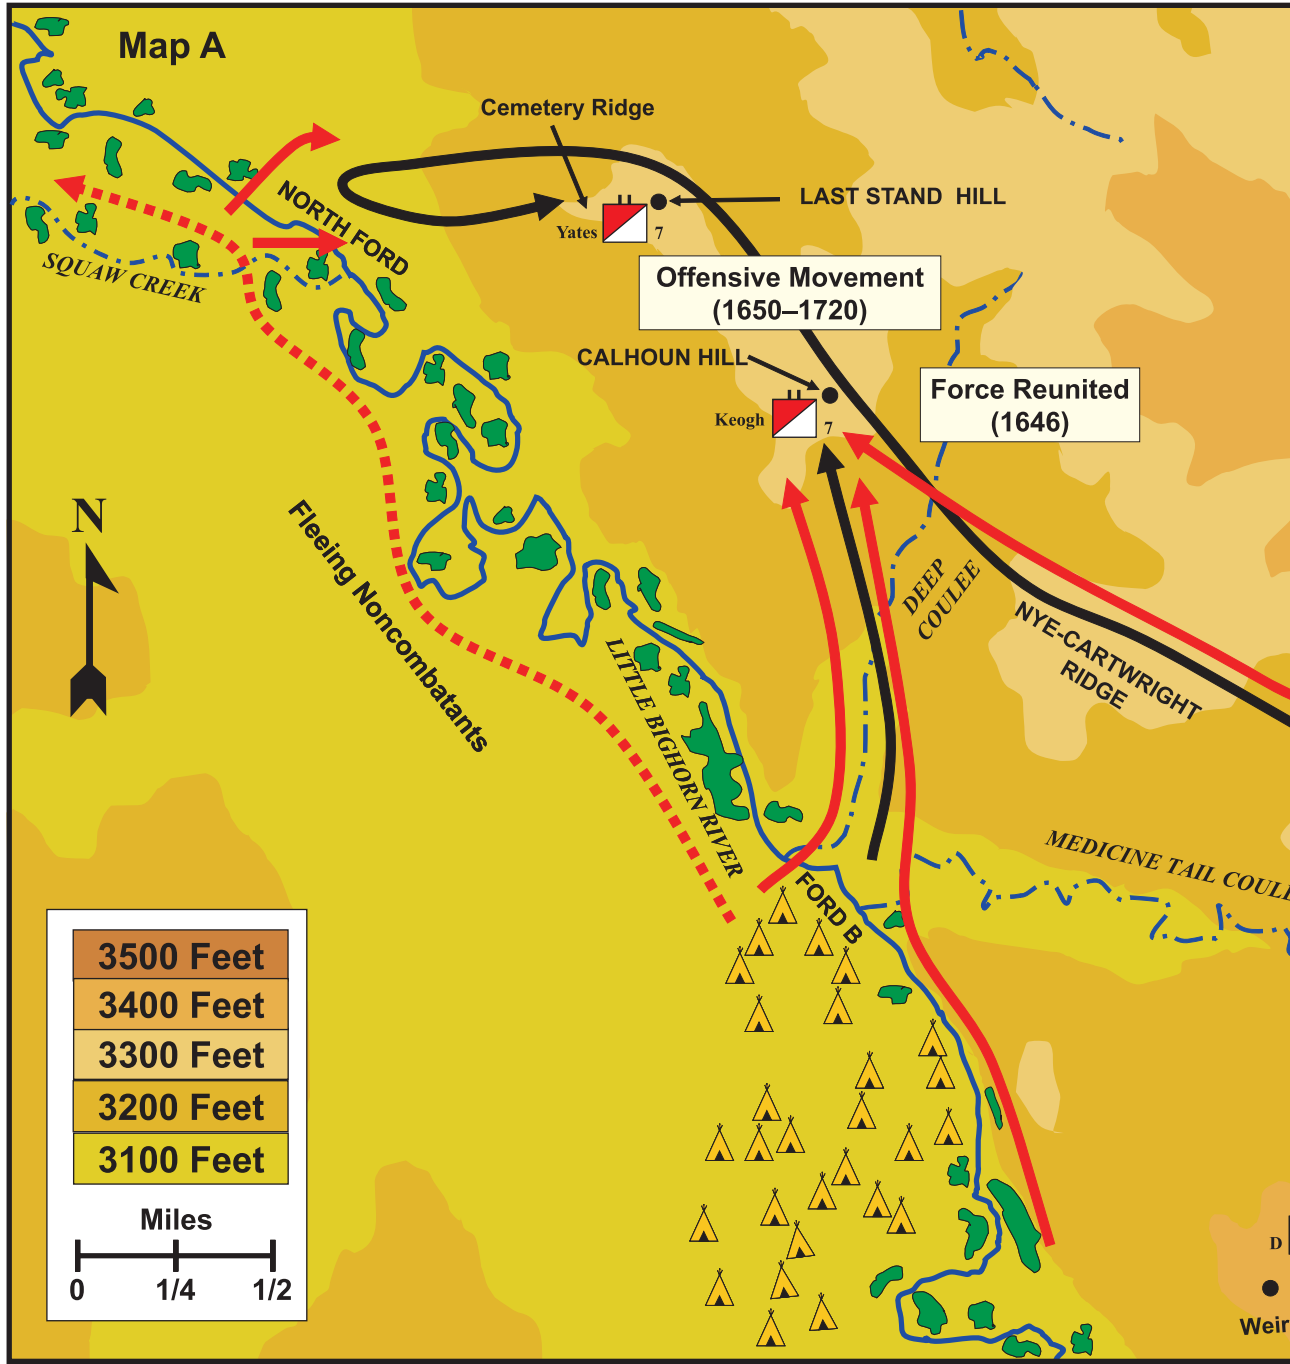 Map A
Cemetery Ridge
NORTH FORD
LAST STAND HILL
Yates
7
SQUAW CREEK
Offensive Movement
(1650–1720)
CALHOUN HILL
Force Reunited
(1646)
Keogh
7
N
Fleeing Noncombatants
DEEP
COULEE
NYE-CARTWRIGHT
RIDGE
LITTLE BIGHORN RIVER
MEDICINE TAIL COULE
FORD B
3500 Feet
3400 Feet
3300 Feet
3200 Feet
3100 Feet
Miles
0 1/4 1/2
D
Weir